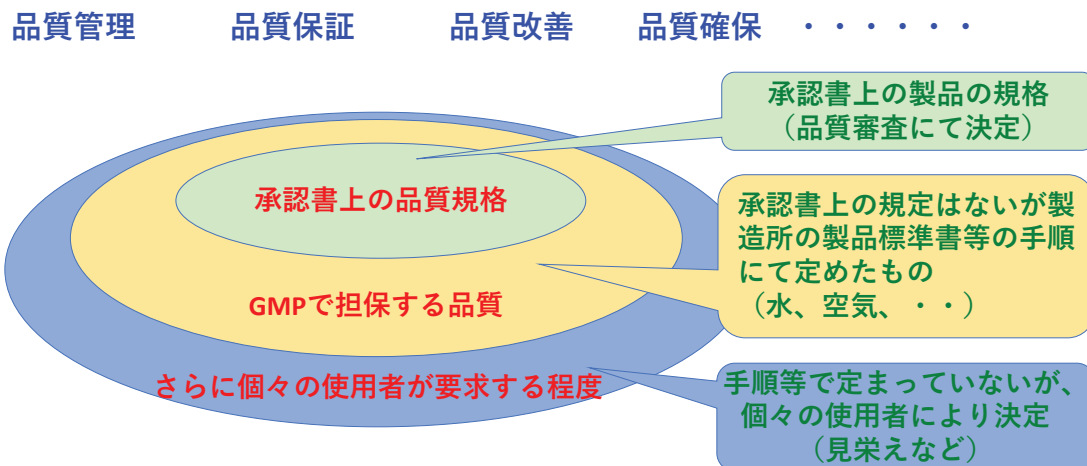 品質管理 品質保証 品質改善 品質確保 ・・・・・・
承認書上の製品の規格
（品質審査にて決定）
承認書上の品質規格
承認書上の規定はないが製
造所の製品標準書等の手順
にて定めたもの
（水、空気、・・）
GMPで担保する品質
さらに個々の使用者が要求する程度
手順等で定まっていないが、
個々の使用者により決定
（見栄えなど）